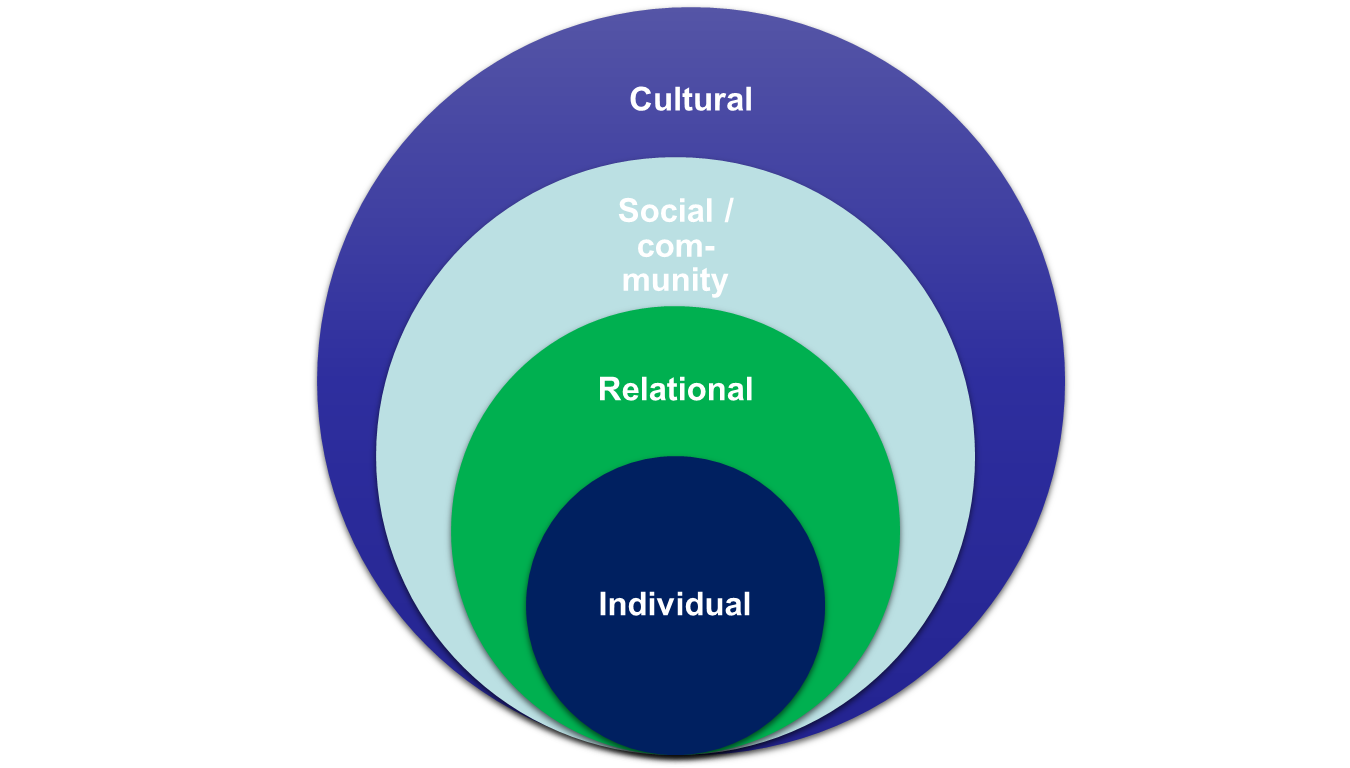 Cultural
Social /
com-
munity
Relational
Individual